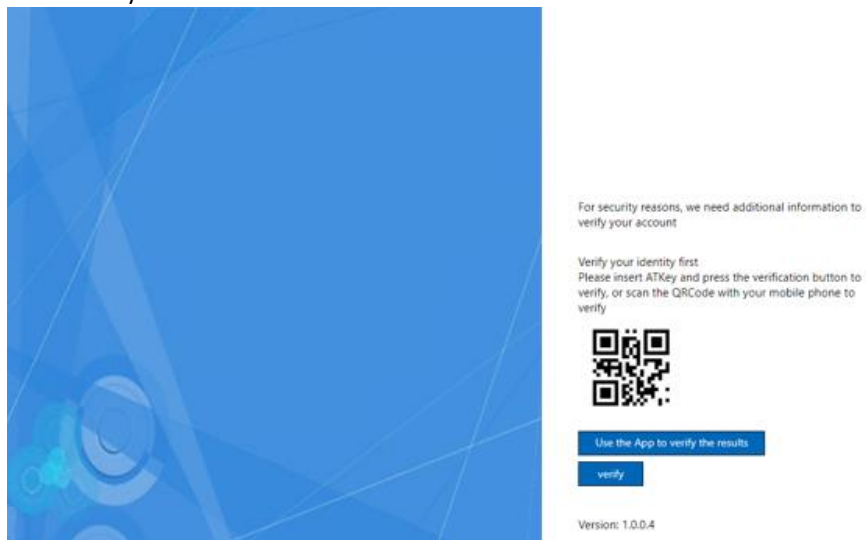 For security reasons, we need additional information to
verify your account
Verify your identity first
Please insert ATKey and press the verification button to
verify, or scan the QRCode with your mobile phone to
verify
Use the App to verify the results
verify
Version: 1.0.0.4